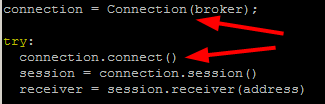 connection = Connection(broker);
try:
connection.connect()
session = connection.session()
receiver = session.receiver(address)